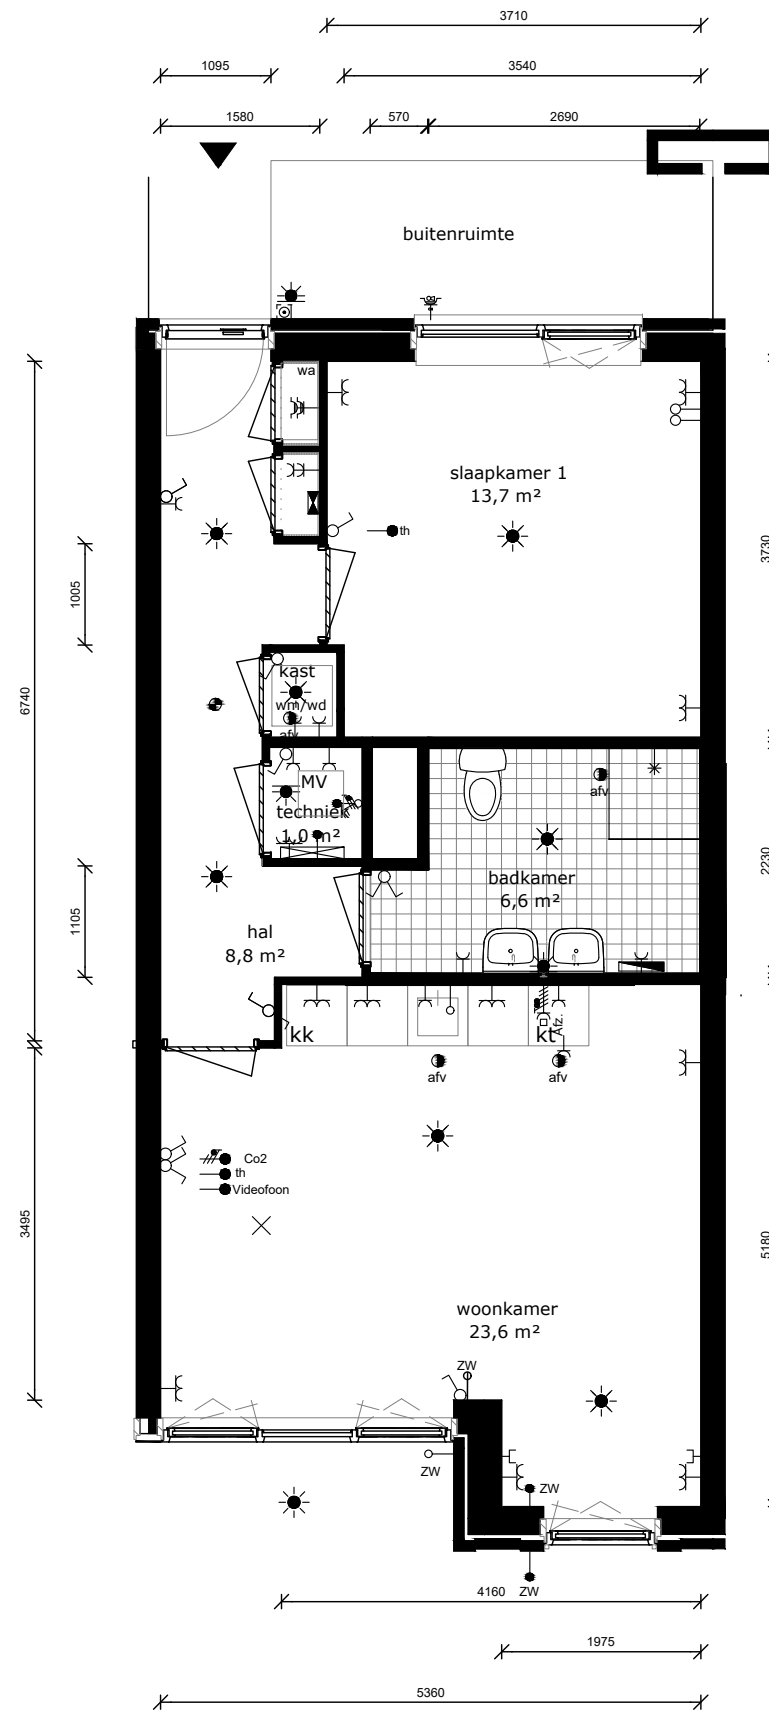 3710
1095
3540
1580
570
2690
buitenruimte
wa
slaapkamer 1
13,7 m²
th
3730
1005
6740
kast
wm/wd
afv
MV
techniek
1,0 m²
afv
2230
badkamer
6,6 m²
1105
hal
8,8 m²
kk
kt
Afz.
afv
afv
Co2
th
Videofoon
3495
5180
woonkamer
23,6 m²
ZW
ZW
ZW
ZW
4160
1975
5360